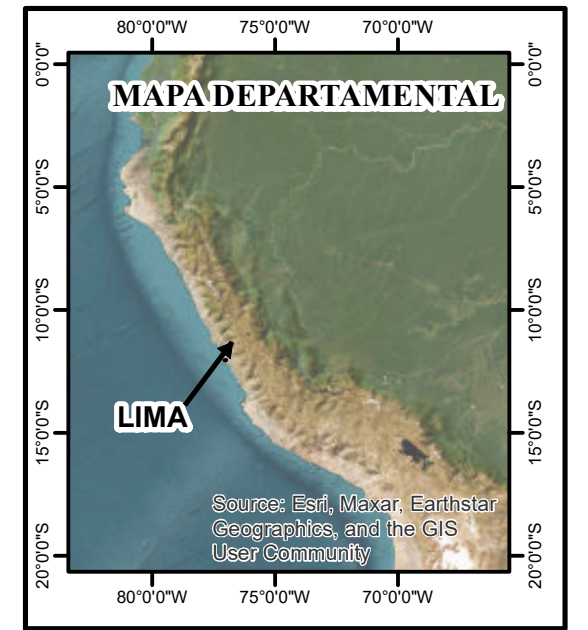 80°0'0"W 75°0'0"W 70°0'0"W
0°0'0"
0°0'0"
MAPA DEPARTAMENTAL
5°0'0"S
5°0'0"S
10°0'0"S
10°0'0"S
LIMA
15°0'0"S
15°0'0"S
Source: Esri, Maxar, Earthstar
Geographics, and the GIS
User Community
20°0'0"S
20°0'0"S
80°0'0"W 75°0'0"W 70°0'0"W